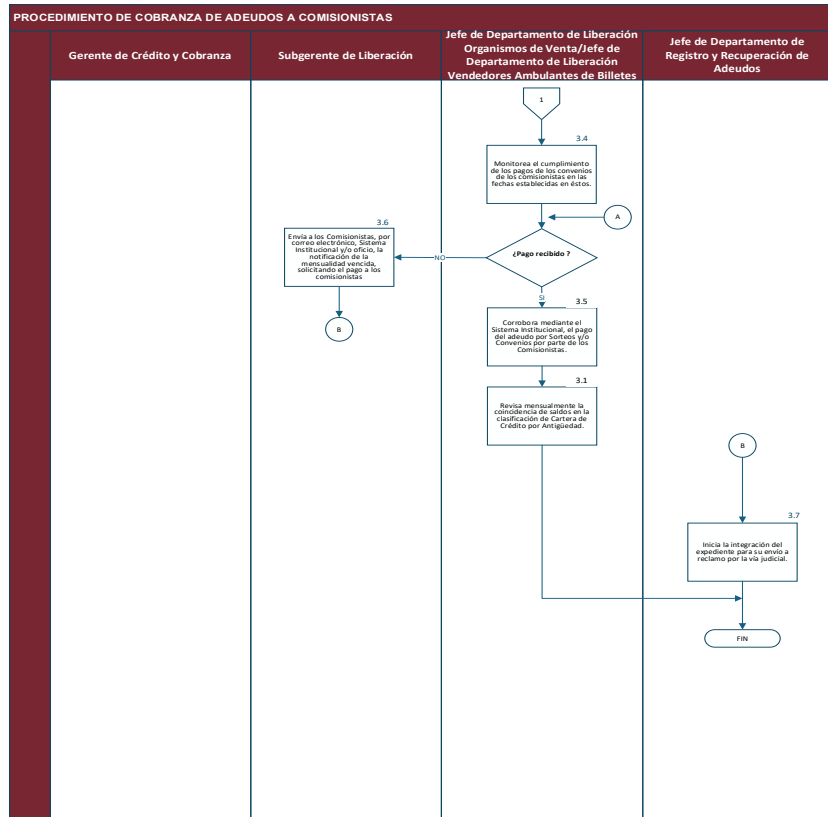 PROCEDIMIENTO DE COBRANZA DE ADEUDOS A COMISIONISTAS
Gerente de Crédito y Cobranza
Subgerente de Liberación
Jefe de Departamento de Liberación
Organismos de Venta/Jefe de
Departamento de Liberación
Vendedores Ambulantes de Billetes
Jefe de Departamento de
Registro y Recuperación de
Adeudos
1
3.4
Monitorea el cumplimiento
de los pagos de los convenios
de los comisionistas en las
fechas establecidas en éstos.
A
¿Pago recibido ?
NO
3.6
Envía a los Comisionistas, por
correo electrónico, Sistema
Institucional y/o oficio, la
notificación de la
mensualidad vencida,
solicitando el pago a los
comisionistas
B
SI
3.5
Corrobora mediante el
Sistema Institucional, el pago
del adeudo por Sorteos y/o
Convenios por parte de los
Comisionistas.
3.1
Revisa mensualmente la
coincidencia de saldos en la
clasificación de Cartera de
Crédito por Antigüedad.
B
3.7
Inicia la integración del
expediente para su envío a
reclamo por la vía judicial.
FIN